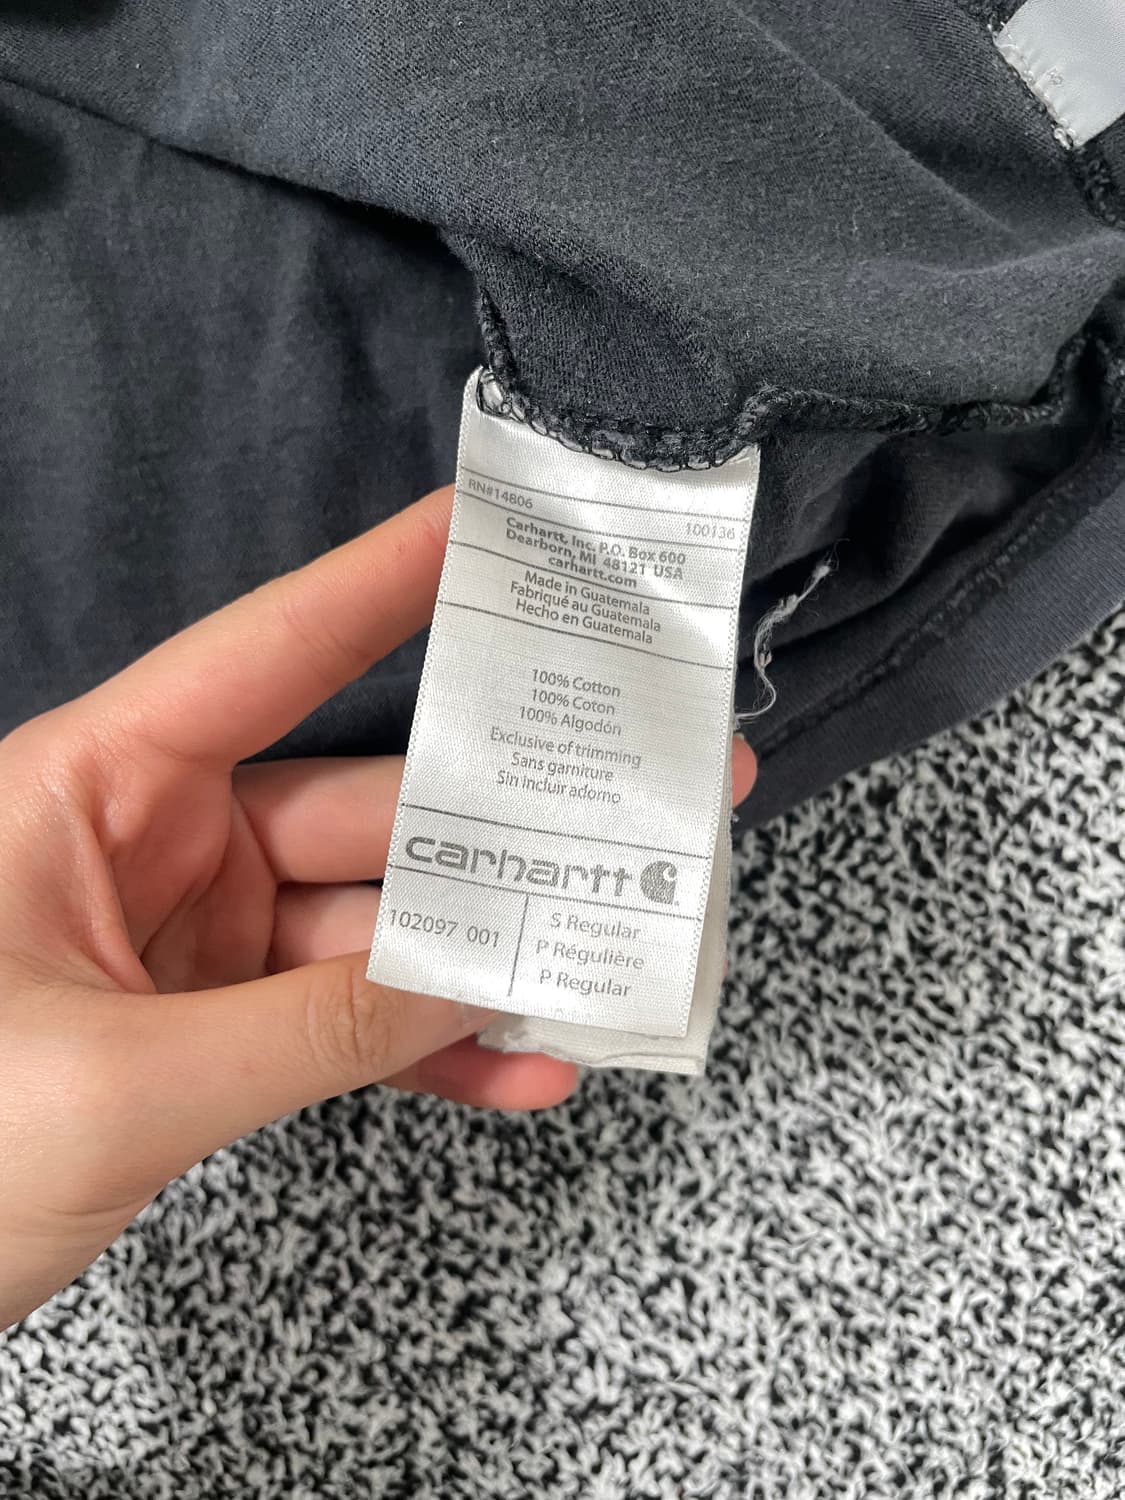 RN#14806
100136
Carhartt, Inc. P.O. Box 600
Dearborn, MI 48121 USA
carhartt.com
Made in Guatemala
Fabriqué au Guatemala
Hecho en Guatemala
100% Cotton
100% Coton
100% Algodón
Exclusive of trimming
Sans garniture
Sin incluir adorno
carhartt
102097 001
S Regular
P Régulière
P Regular